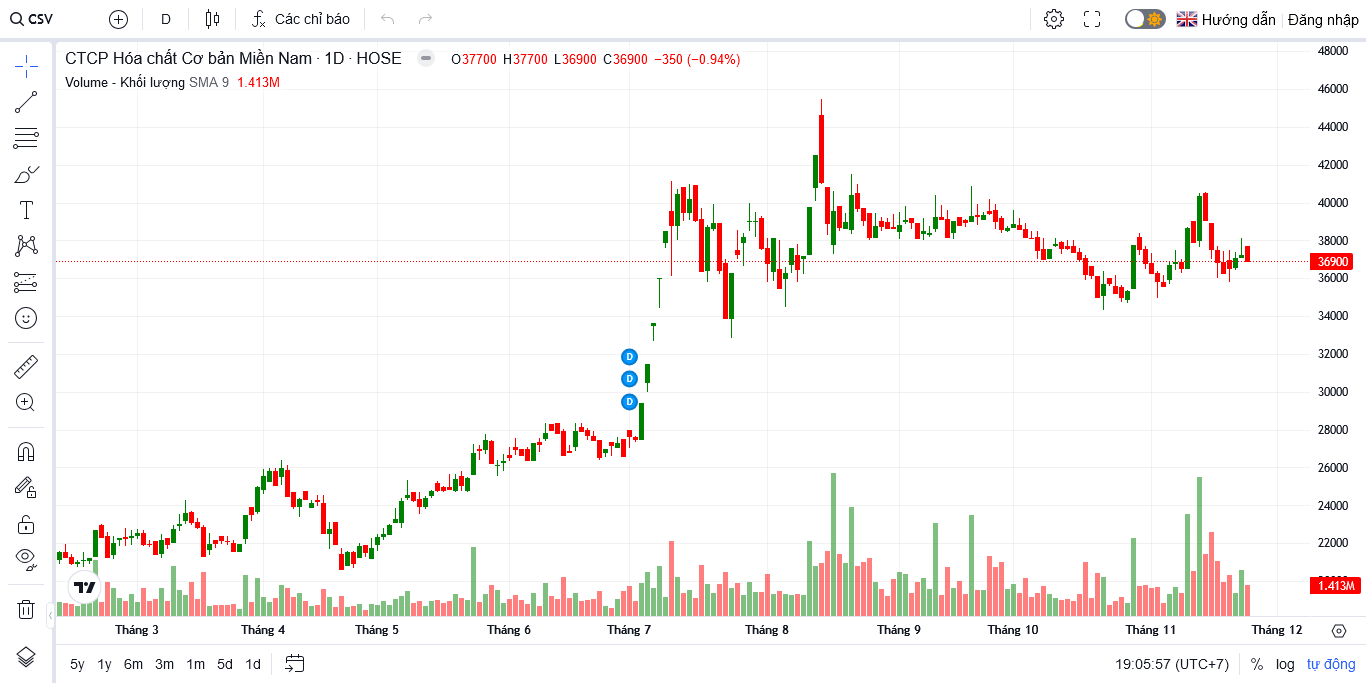 CSV D Các chỉ báo Hướng dẫn Đăng nhập
CTCP Hóa chất Cơ bản Miền Nam · 1D · HOSE O37700 H37700 L36900 C36900 −350 (−0.94%)
Volume - Khối lượng SMA 9 1.413M
48000
46000
44000
42000
40000
38000
36900
36000
34000
32000
D
D
30000
D
28000
26000
24000
22000
1.413M
Tháng 3 Tháng 4 Tháng 5 Tháng 6 Tháng 7 Tháng 8 Tháng 9 Tháng 10 Tháng 11 Tháng 12
5y 1y 6m 3m 1m 5d 1d 19:05:57 (UTC+7) % log tự động